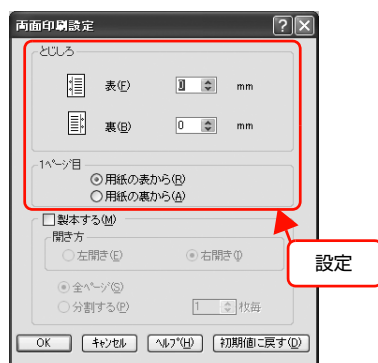 両面印刷設定
とじしろ
表(F) 0 mm
裏(B) 0 mm
1ページ目
用紙の表から(R)
用紙の裏から(A)
製本する(M)
開き方
左開き(E) 右開き(I)
全ページ(S)
分割する(P) 1 枚毎
設定
OK キャンセル ヘルプ(H) 初期値に戻す(D)